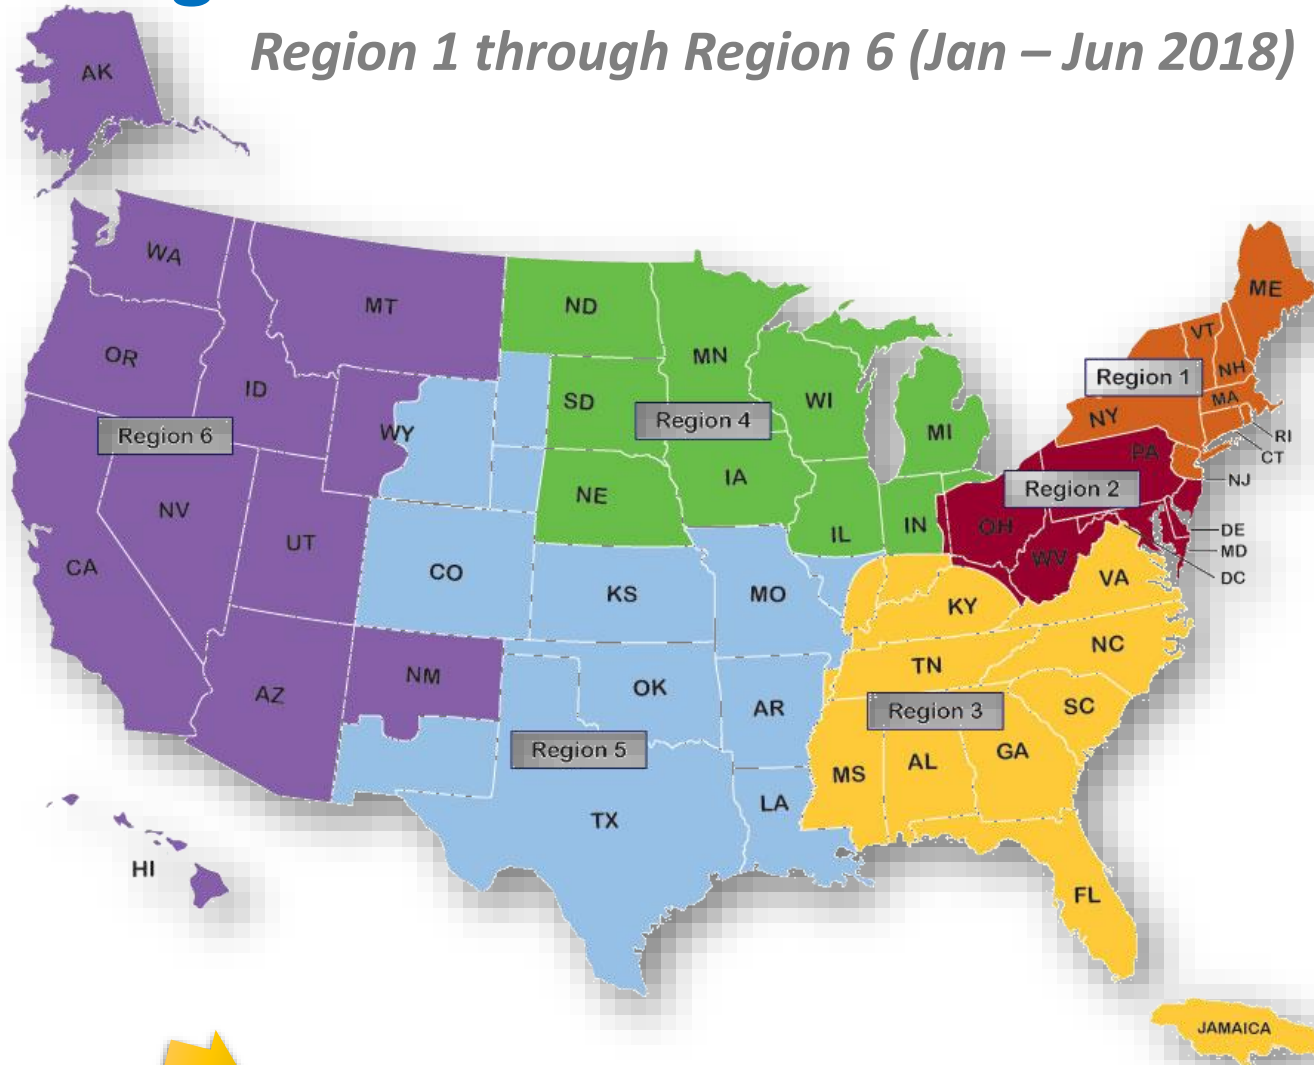 Region 1 through Region 6 (Jan – Jun 2018)
AK
WA
MT
ND
MN
ME
VT
NH
OR
ID
WY
SD
WI
MI
Region 1
MA
NY
RI
CT
Region 6
Region 4
NV
UT
NE
IA
IL
IN
PA
Region 2
NJ
OH
WV
DE
MD
DC
CA
CO
KS
MO
KY
VA
NC
TN
AZ
NM
OK
AR
Region 3
SC
Region 5
MS
AL
GA
TX
LA
HI
FL
JAMAICA